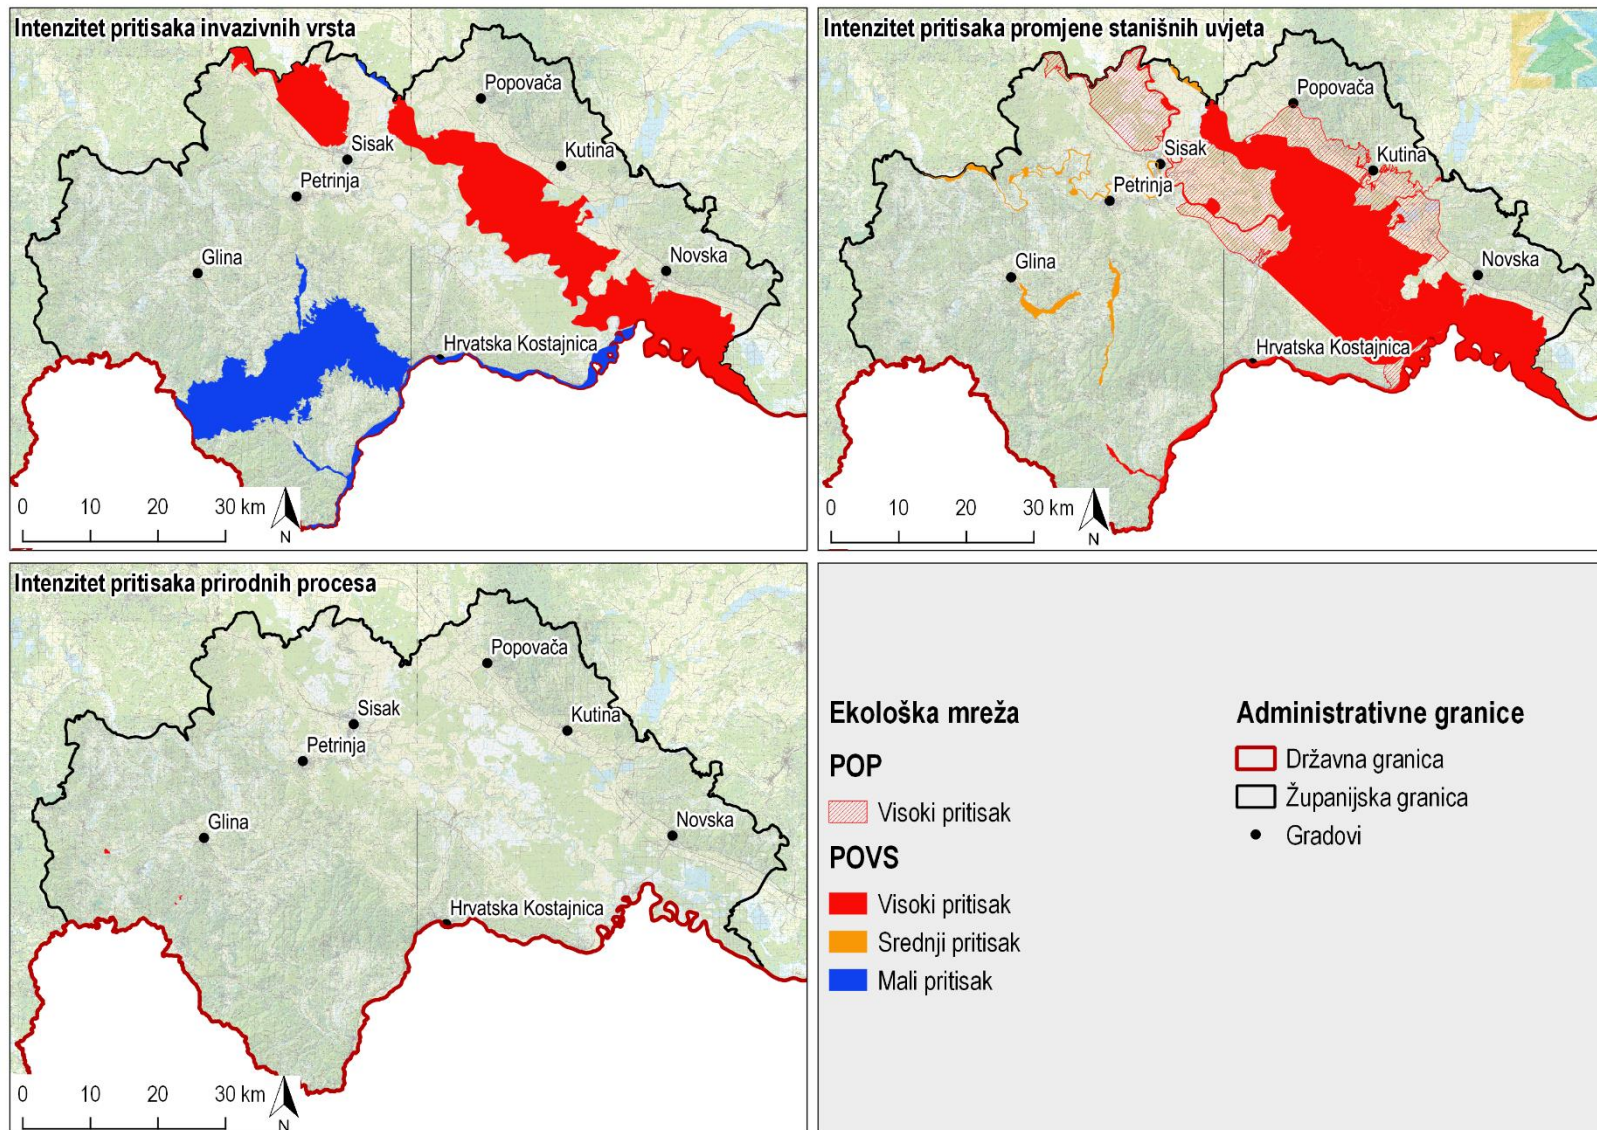 Intenzitet pritisaka invazivnih vrsta
Popovača
Sisak
Kutina
Petrinja
Glina
Novska
Hrvatska Kostajnica
0 10 20 30 km
N
Intenzitet pritisaka promjene stanišnih uvjeta
Popovača
Sisak
Kutina
Petrinja
Glina
Novska
Hrvatska Kostajnica
0 10 20 30 km
N
Intenzitet pritisaka prirodnih procesa
Popovača
Sisak
Kutina
Petrinja
Glina
Novska
Hrvatska Kostajnica
0 10 20 30 km
N
Ekološka mreža
POP
Visoki pritisak
POVS
Visoki pritisak
Srednji pritisak
Mali pritisak
Administrativne granice
Državna granica
Županijska granica
Gradovi